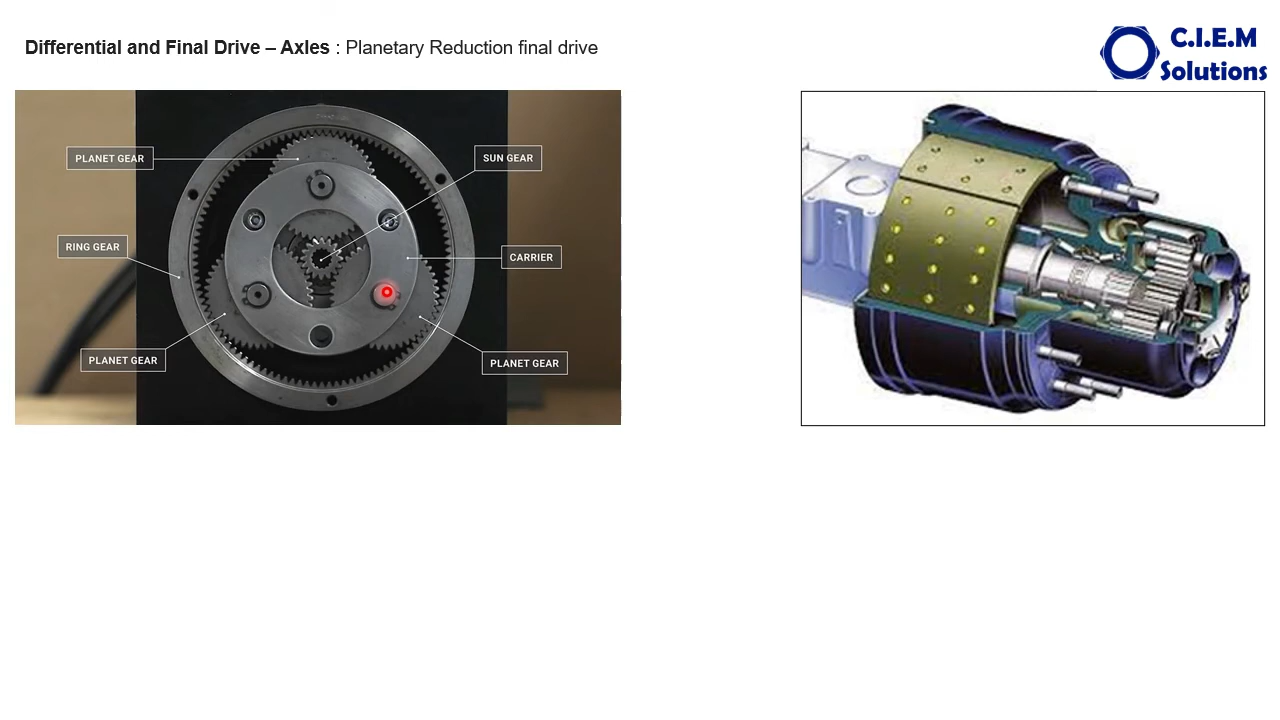 Differential and Final Drive – Axles : Planetary Reduction final drive
C.I.E.M
Solutions
PLANET GEAR
SUN GEAR
RING GEAR
CARRIER
PLANET GEAR
PLANET GEAR